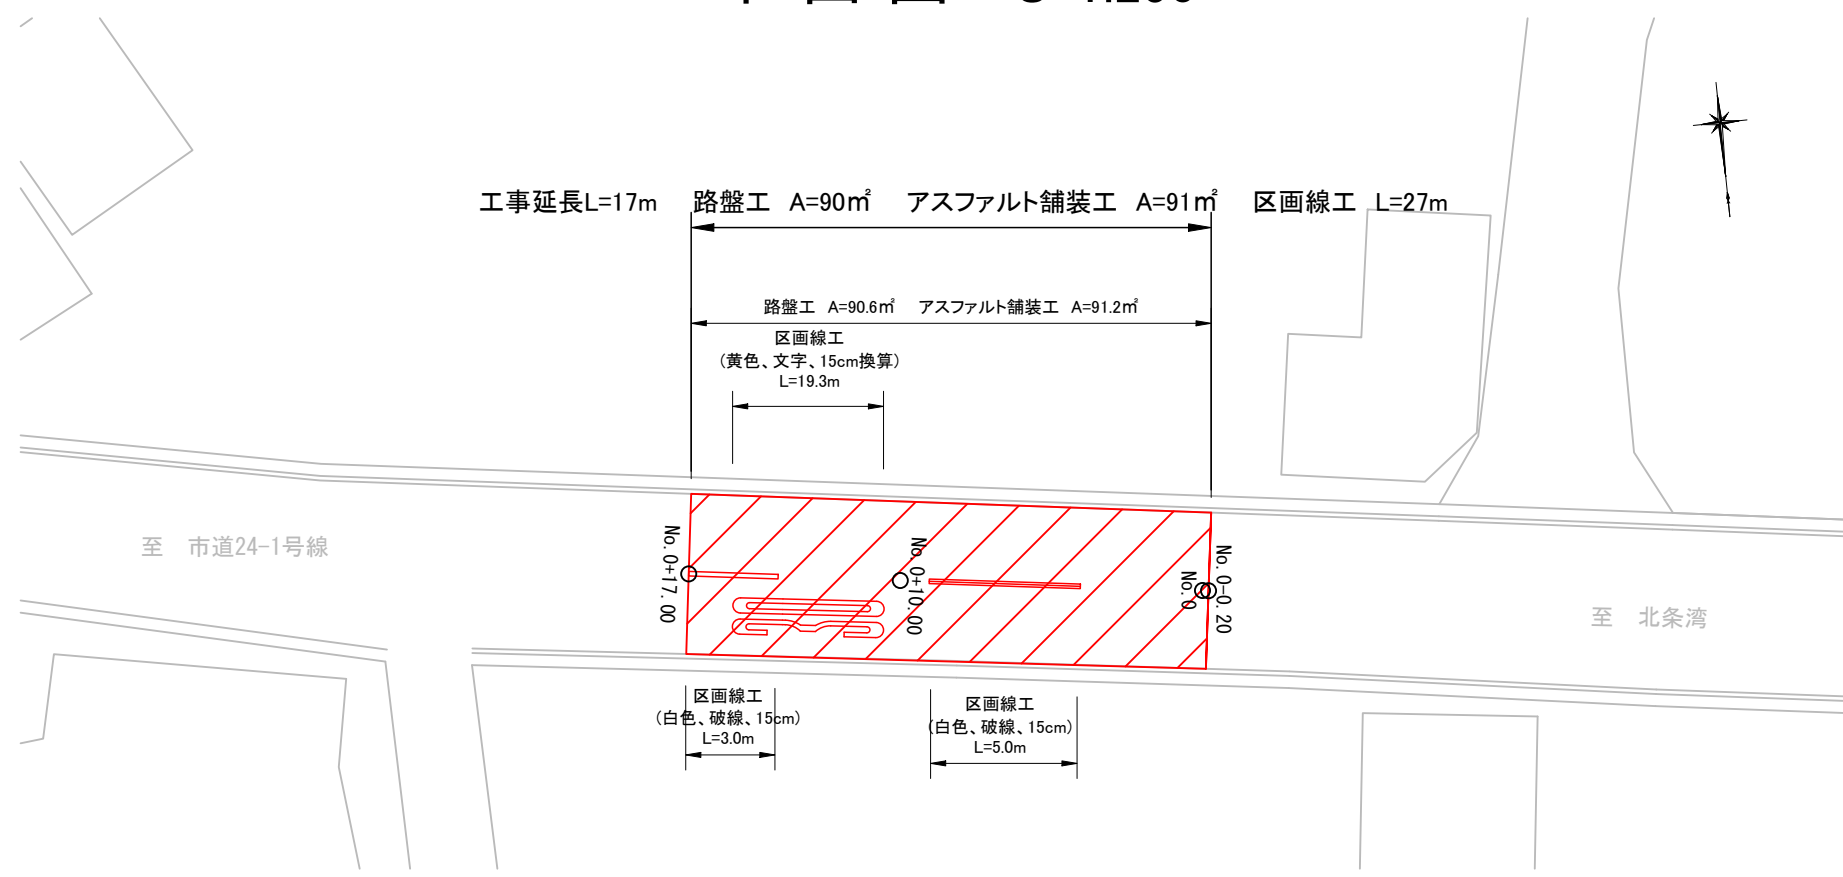 工事延長L=17m 路盤工 A=90㎡ アスファルト舗装工 A=91㎡ 区画線工 L=27m
路盤工 A=90.6㎡ アスファルト舗装工 A=91.2㎡
区画線工
(黄色、文字、15cm換算)
L=19.3m
至 市道24-1号線
No. 0+17. 00
No. 0+10. 00
No. 0
No. 0-0. 20
至 北条湾
区画線工
(白色、破線、15cm)
L=3.0m
区画線工
(白色、破線、15cm)
L=5.0m